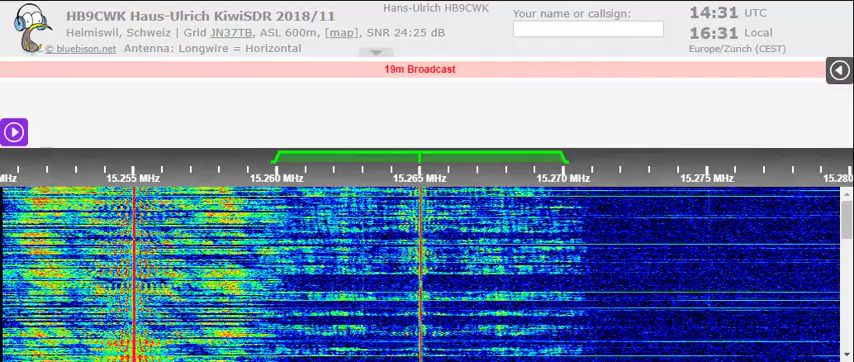 HB9CWK Haus-Ulrich KiwiSDR 2018/11
Heimiswil, Schweiz | Grid JN37TB, ASL 600m, [map], SNR 24:25 dB
© bluebison.net Antenna: Longwire = Horizontal
Hans-Ulrich HB9CWK
Your name or callsign:
14:31 UTC
16:31 Local
Europe/Zurich (CEST)
19m Broadcast
MHz 15.255 MHz 15.260 MHz 15.265 MHz 15.270 MHz 15.275 MHz 15.280